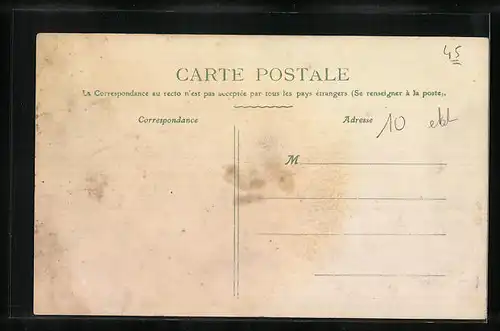 45
CARTE POSTALE
La Correspondance au recto n'est pas acceptée par tous les pays étrangers (Se renseigner à la poste).
Correspondance
Adresse
10
M